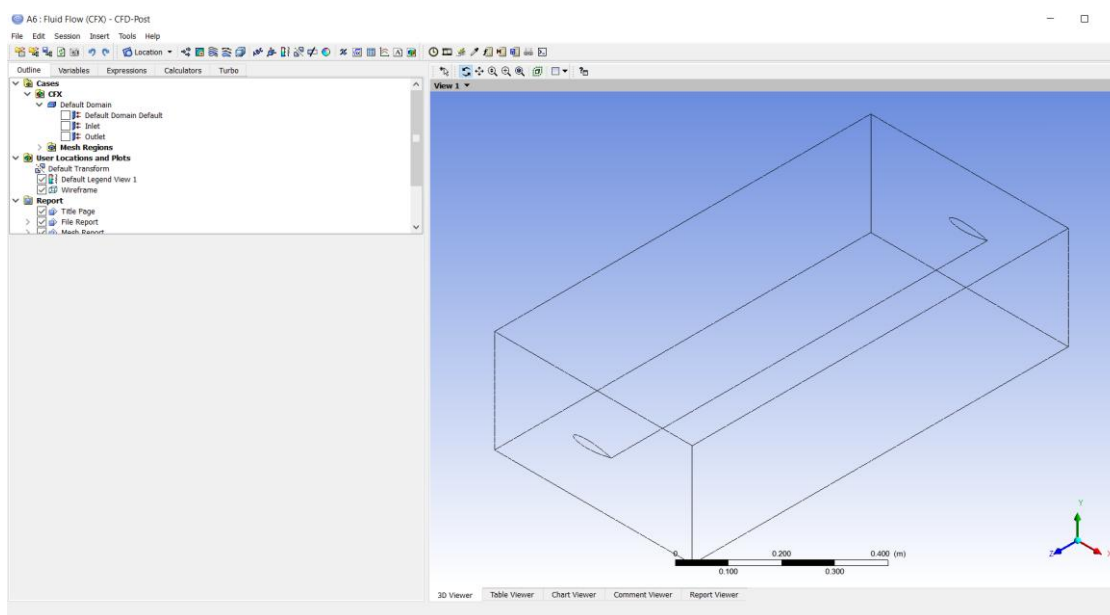 A6 : Fluid Flow (CFX) - CFD-Post
File Edit Session Insert Tools Help
Location
Outline Variables Expressions Calculators Turbo
Cases
CFX
Default Domain
Default Domain Default
Inlet
Outlet
Mesh Regions
User Locations and Plots
Default Transform
Default Legend View 1
Wireframe
Report
Title Page
File Report
Mesh Report
View 1
Y
Z
X
0 0.200 0.400 (m)
0.100 0.300
3D Viewer Table Viewer Chart Viewer Comment Viewer Report Viewer